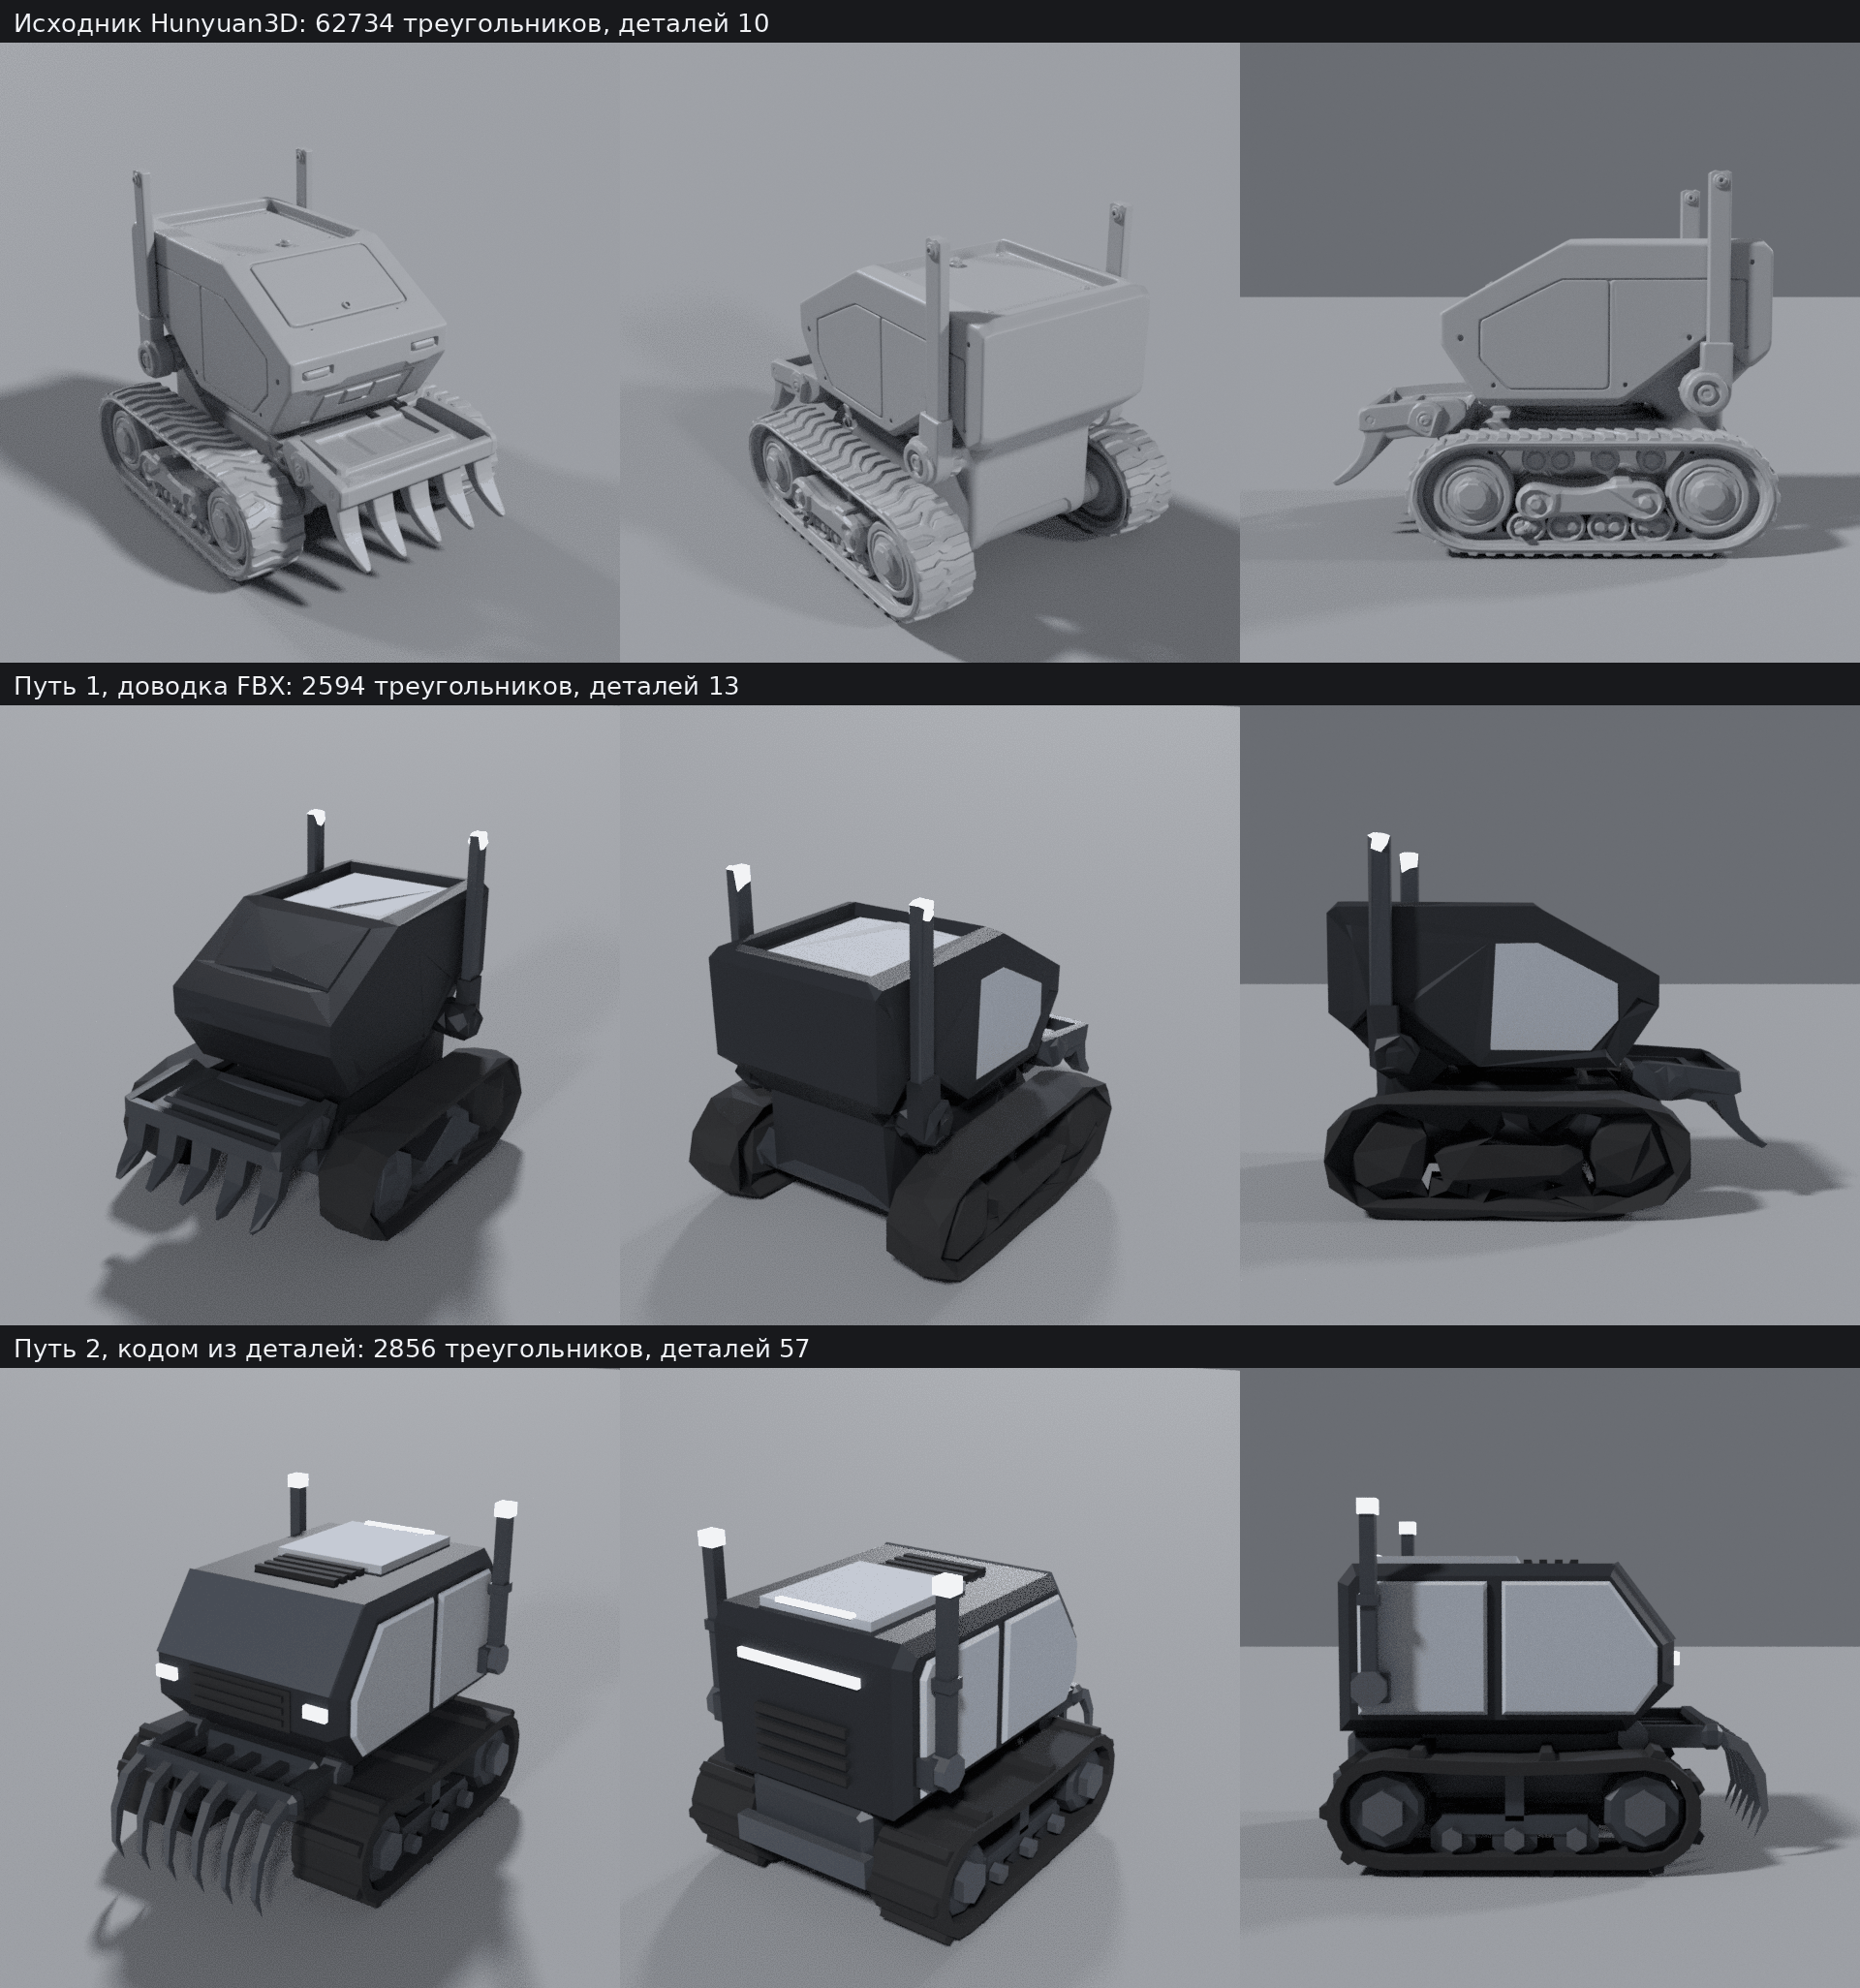 Исходник Hunyuan3D: 62734 треугольников, деталей 10
Путь 1, доводка FBX: 2594 треугольников, деталей 13
Путь 2, кодом из деталей: 2856 треугольников, деталей 57